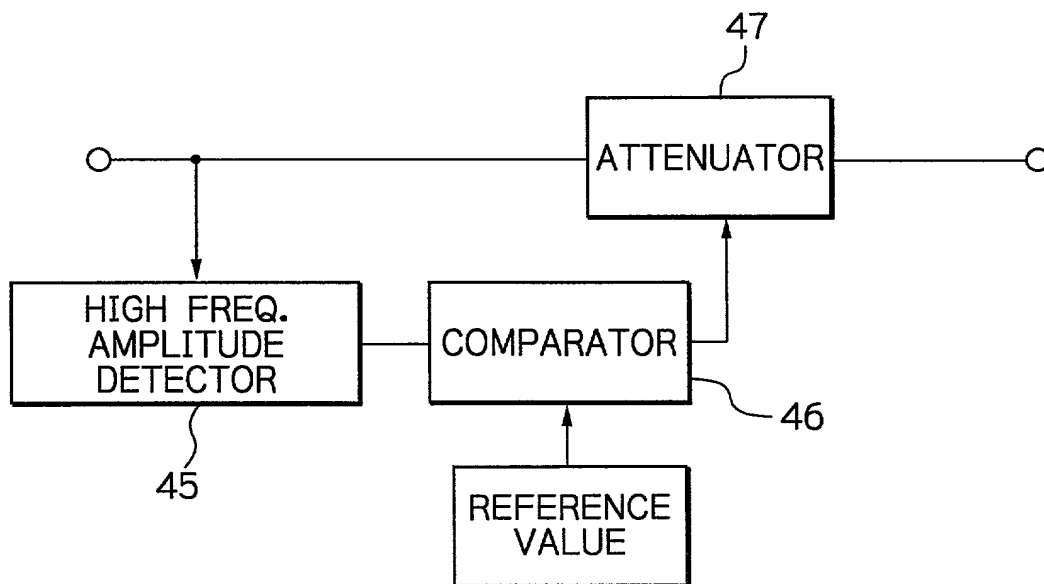 47
ATTENUATOR
HIGH FREQ.
AMPLITUDE
DETECTOR
COMPARATOR
46
45
REFERENCE
VALUE